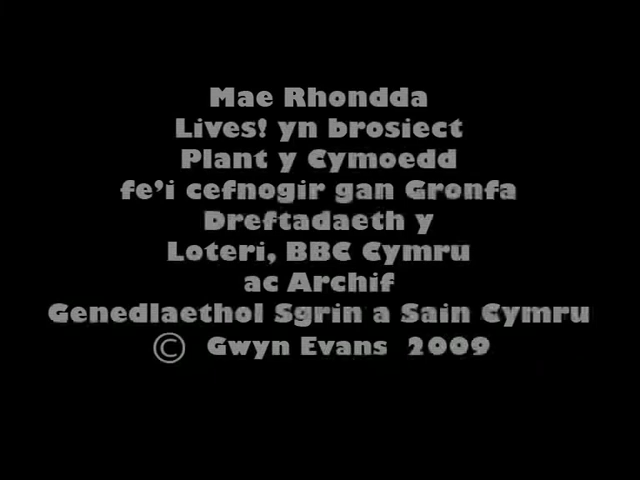 Mae Rhondda
Lives! yn brosiect
Plant y Cymoedd
fe'i cefnogir gan Gronfa
Dreftadaeth y
Loteri, BBC Cymru
ac Archif
Genedlaethol Sgrin a Sain Cymru
© Gwyn Evans 2009